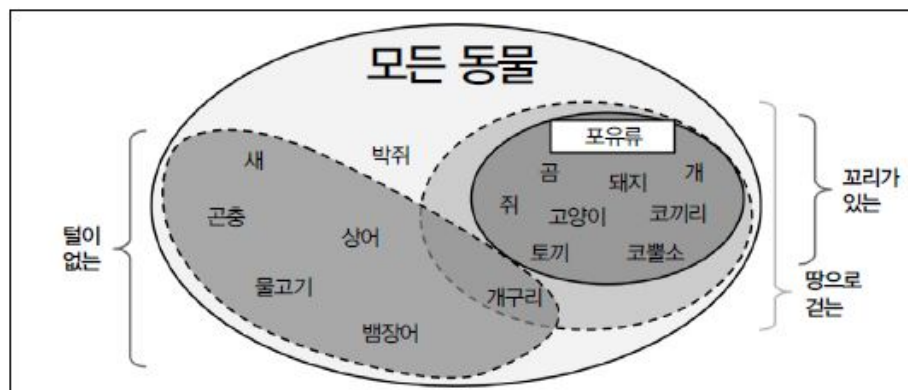 모든 동물
포유류
새
박쥐
곰
돼지
개
쥐
고양이
코끼리
곤충
상어
토끼
코뿔소
물고기
개구리
뱀장어
털이
없는
꼬리가
있는
땅으로
걷는